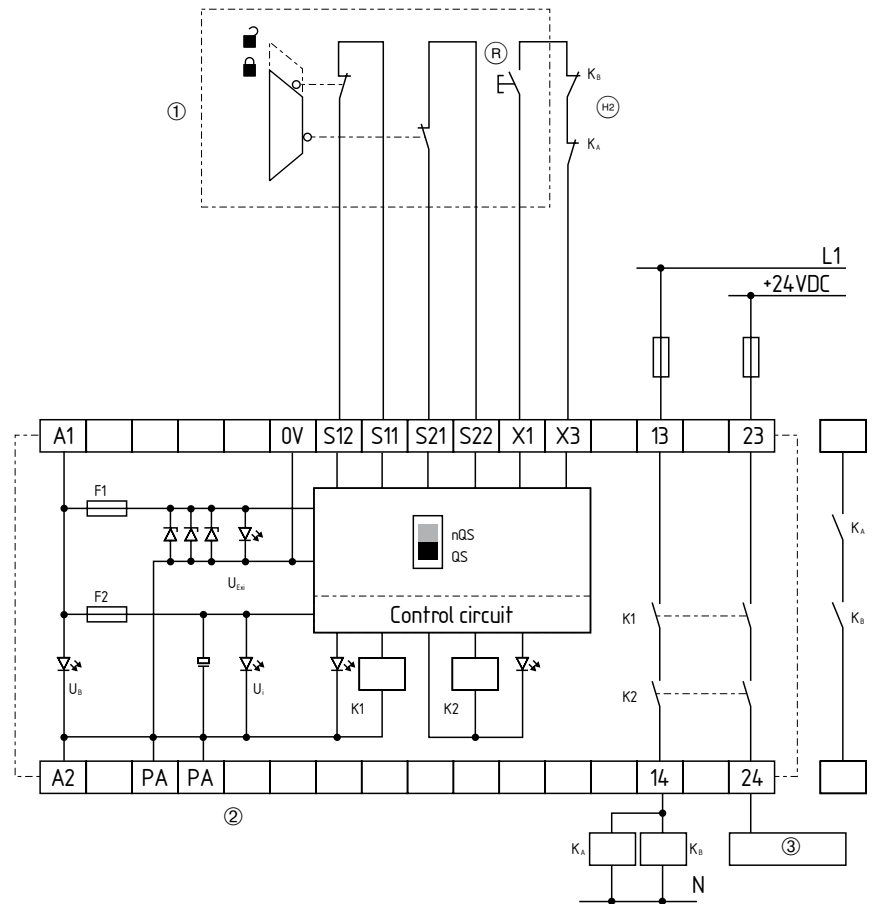 R
K_B
H2
①
K_A
L1
+24VDC
A1 0V S12 S11 S21 S22 X1 X3 13 23
F1
nQS
QS
U_Exi
K_A
F2
Control circuit
K1
K_B
U_B
U_i
K1
K2
K2
A2 PA PA 14 24
②
K_A
K_B
③
N